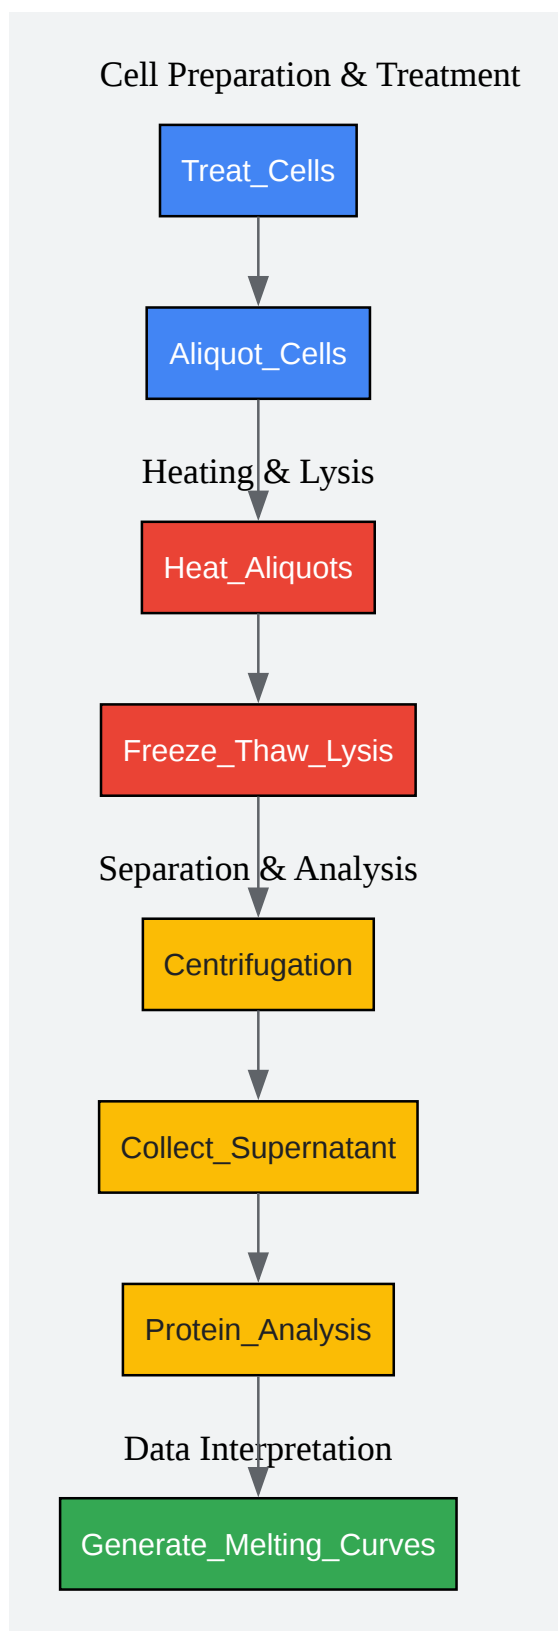 Cell Preparation & Treatment
Treat_Cells
Aliquot_Cells
Heating & Lysis
Heat_Aliquots
Freeze_Thaw_Lysis
Separation & Analysis
Centrifugation
Collect_Supernatant
Protein_Analysis
Data Interpretation
Generate_Melting_Curves